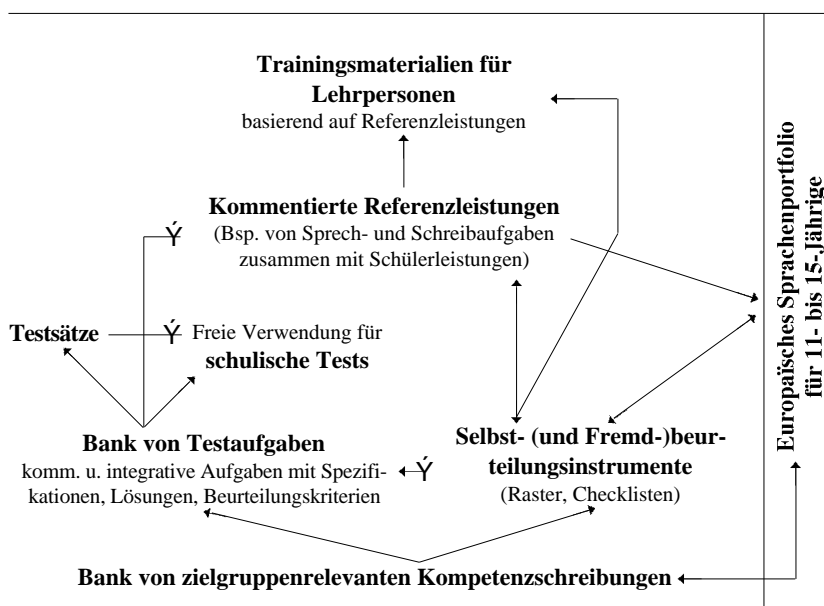 Trainingsmaterialien für
Lehrpersonen
basierend auf Referenzleistungen
Kommentierte Referenzleistungen
(Bsp. von Sprech- und Schreibaufgaben
zusammen mit Schülerleistungen)
Ý
Testsätze
Ý
Freie Verwendung für
schulische Tests
Bank von Testaufgaben
komm. u. integrative Aufgaben mit Spezifi-
kationen, Lösungen, Beurteilungskriterien
Ý
Selbst- (und Fremd-)beur-
teilungsinstrumente
(Raster, Checklisten)
Bank von zielgruppenrelevanten Kompetenzschreibungen
Europaïsches Sprachenportfolio
für 11- bis 15-Jährige